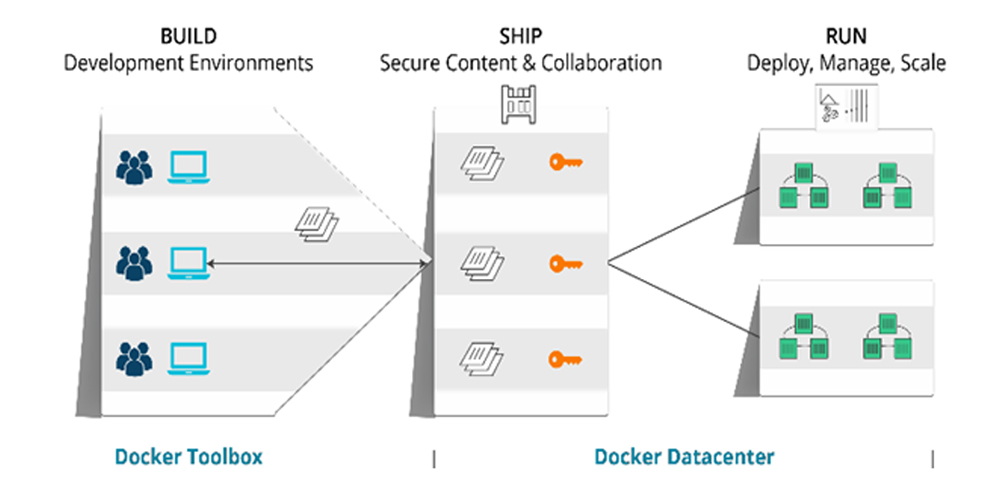 BUILD
Development Environments
SHIP
Secure Content & Collaboration
RUN
Deploy, Manage, Scale
Docker Toolbox
Docker Datacenter